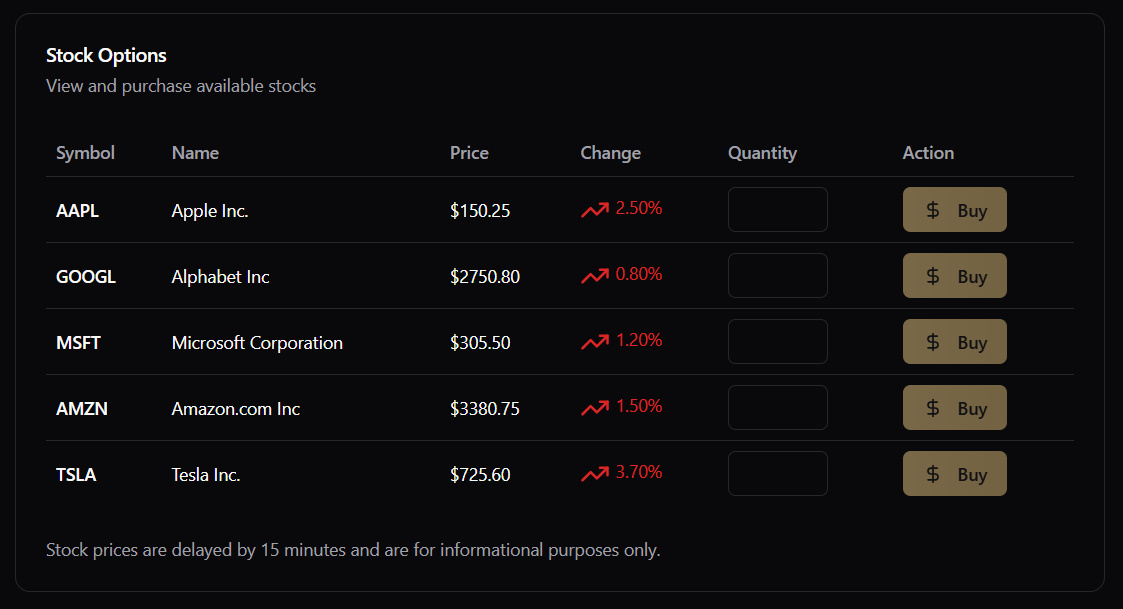 Stock Options
View and purchase available stocks
Symbol Name Price Change Quantity Action
AAPL Apple Inc. $150.25 2.50% $ Buy
GOOGL Alphabet Inc $2750.80 0.80% $ Buy
MSFT Microsoft Corporation $305.50 1.20% $ Buy
AMZN Amazon.com Inc $3380.75 1.50% $ Buy
TSLA Tesla Inc. $725.60 3.70% $ Buy
Stock prices are delayed by 15 minutes and are for informational purposes only.